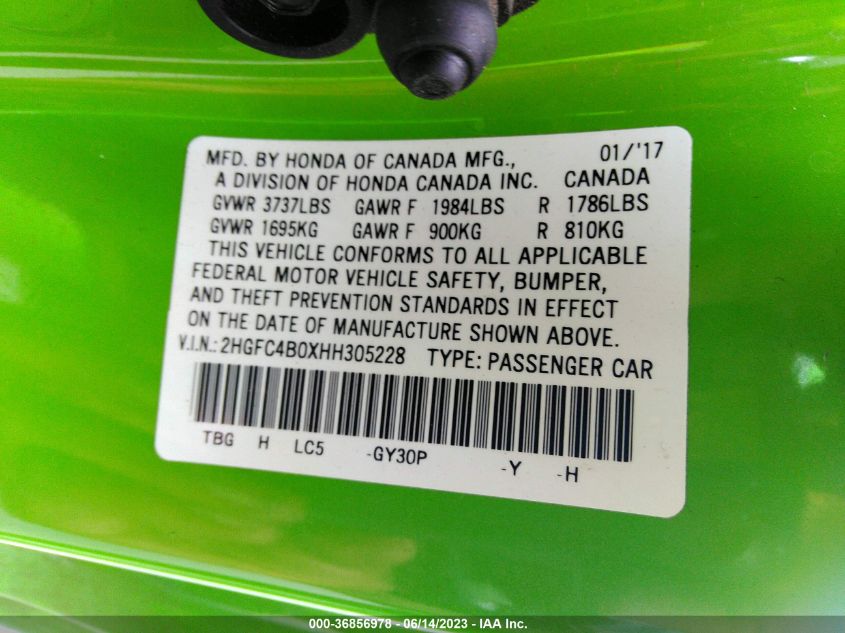 MFD. BY HONDA OF CANADA MFG., 01/'17
A DIVISION OF HONDA CANADA INC. CANADA
GVWR 3737LBS GAWR F 1984LBS R 1786LBS
GVWR 1695KG GAWR F 900KG R 810KG
THIS VEHICLE CONFORMS TO ALL APPLICABLE
FEDERAL MOTOR VEHICLE SAFETY, BUMPER,
AND THEFT PREVENTION STANDARDS IN EFFECT
ON THE DATE OF MANUFACTURE SHOWN ABOVE.
V.I.N.: 2HGFC4B0XHH305228 TYPE: PASSENGER CAR
TBG H LC5 -GY30P -Y -H
000-36856978 - 06/14/2023 - IAA Inc.